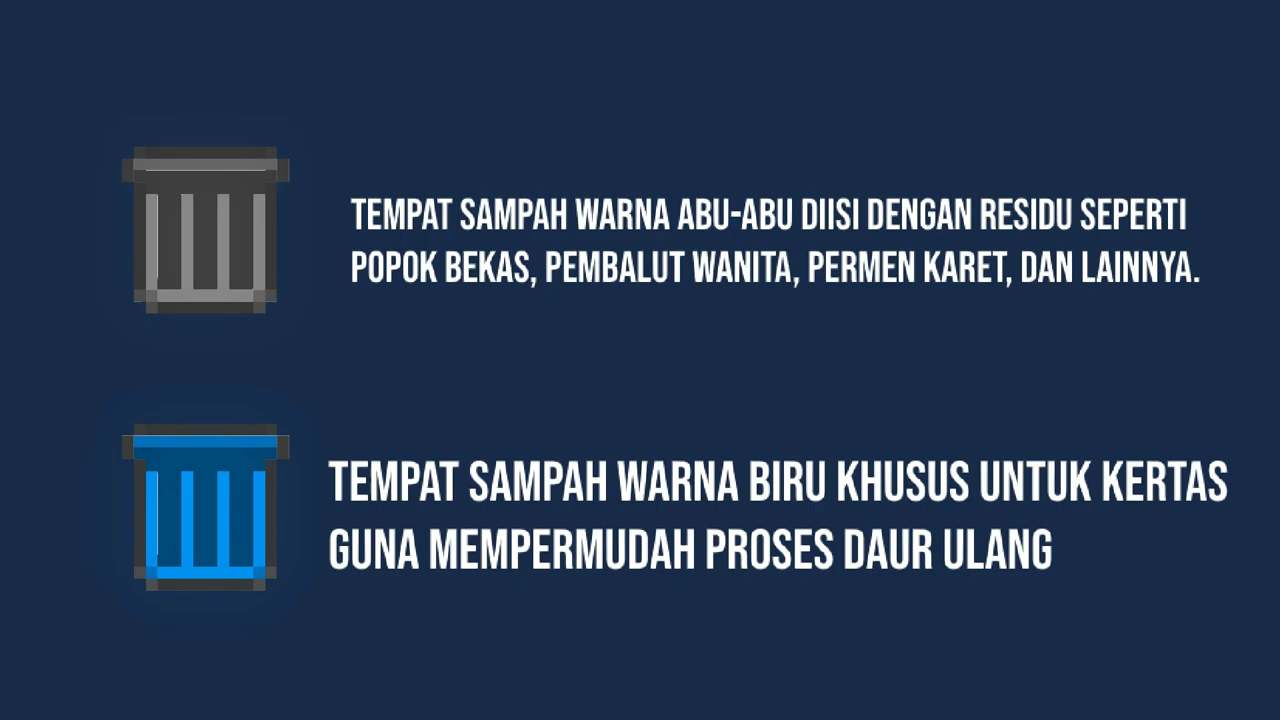 TEMPAT SAMPAH WARNA ABU-ABU DIISI DENGAN RESIDU SEPERTI
POPOK BEKAS, PEMBALUT WANITA, PERMEN KARET, DAN LAINNYA.
TEMPAT SAMPAH WARNA BIRU KHUSUS UNTUK KERTAS
GUNA MEMPERMUDAH PROSES DAUR ULANG